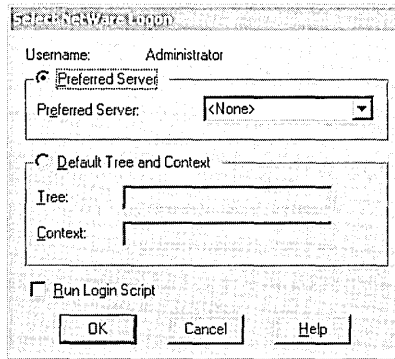 Select NetWare Logon
Username: Administrator
Preferred Server
Preferred Server: <None>
Default Tree and Context
Tree:
Context:
Run Login Script
OK Cancel Help